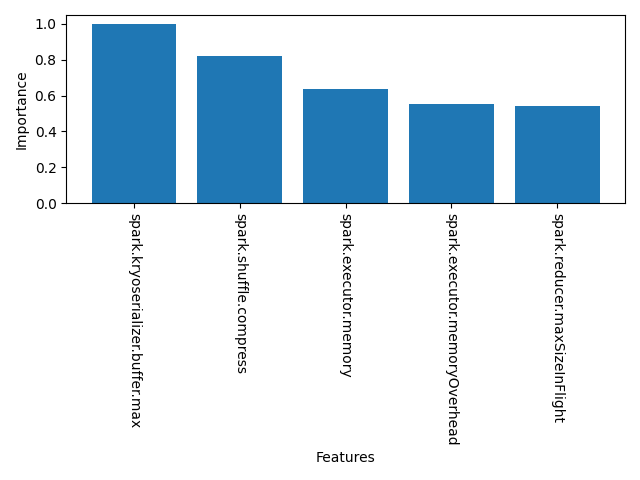 1.0
0.8
0.6
0.4
0.2
0.0
Importance
spark.kryoserializer.buffer.max
spark.shuffle.compress
spark.executor.memory
spark.executor.memoryOverhead
spark.reducer.maxSizeInFlight
Features